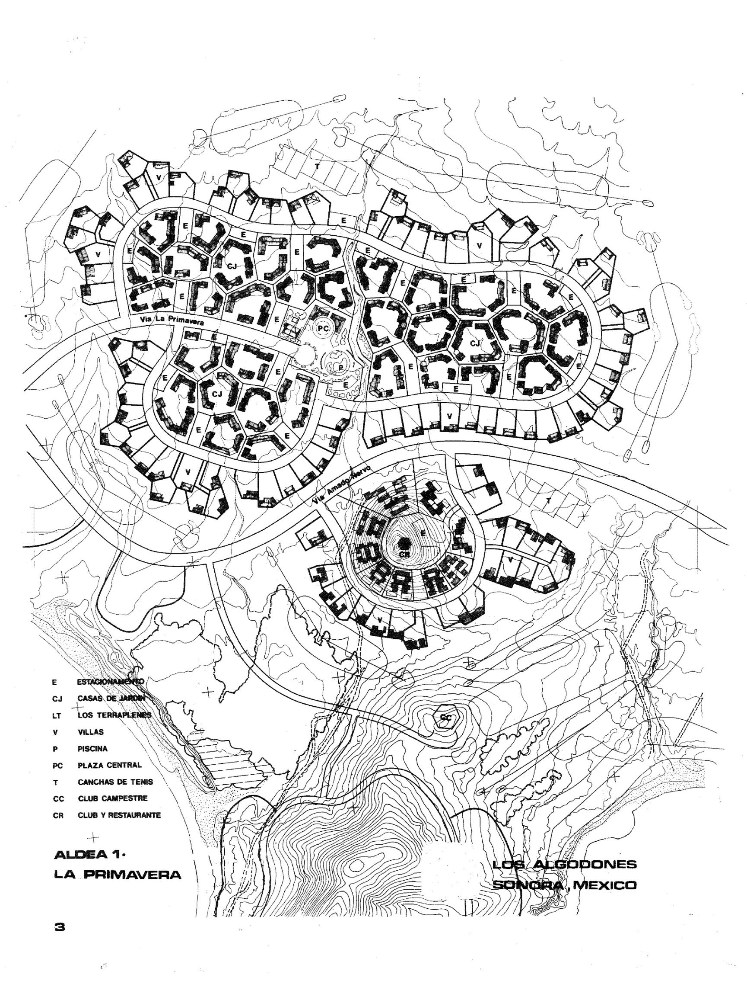 T
V
E
V
E
E
E
V
V
E
CJ
E
E
E
E
E
E
E
Via La Primavera
E
PC
CJ
E
P
E
E
E
E
E
E
CJ
E
V
E
E
V
Via Amado Nervo
T
E
CR
V
V
CC
E ESTACIONAMENTO
CJ CASAS DE JARDIN
LT LOS TERRAPLENES
V VILLAS
P PISCINA
PC PLAZA CENTRAL
T CANCHAS DE TENIS
CC CLUB CAMPESTRE
CR CLUB Y RESTAURANTE
ALDEA 1.
LA PRIMAVERA
LOS ALGODONES
SONORA, MEXICO
3